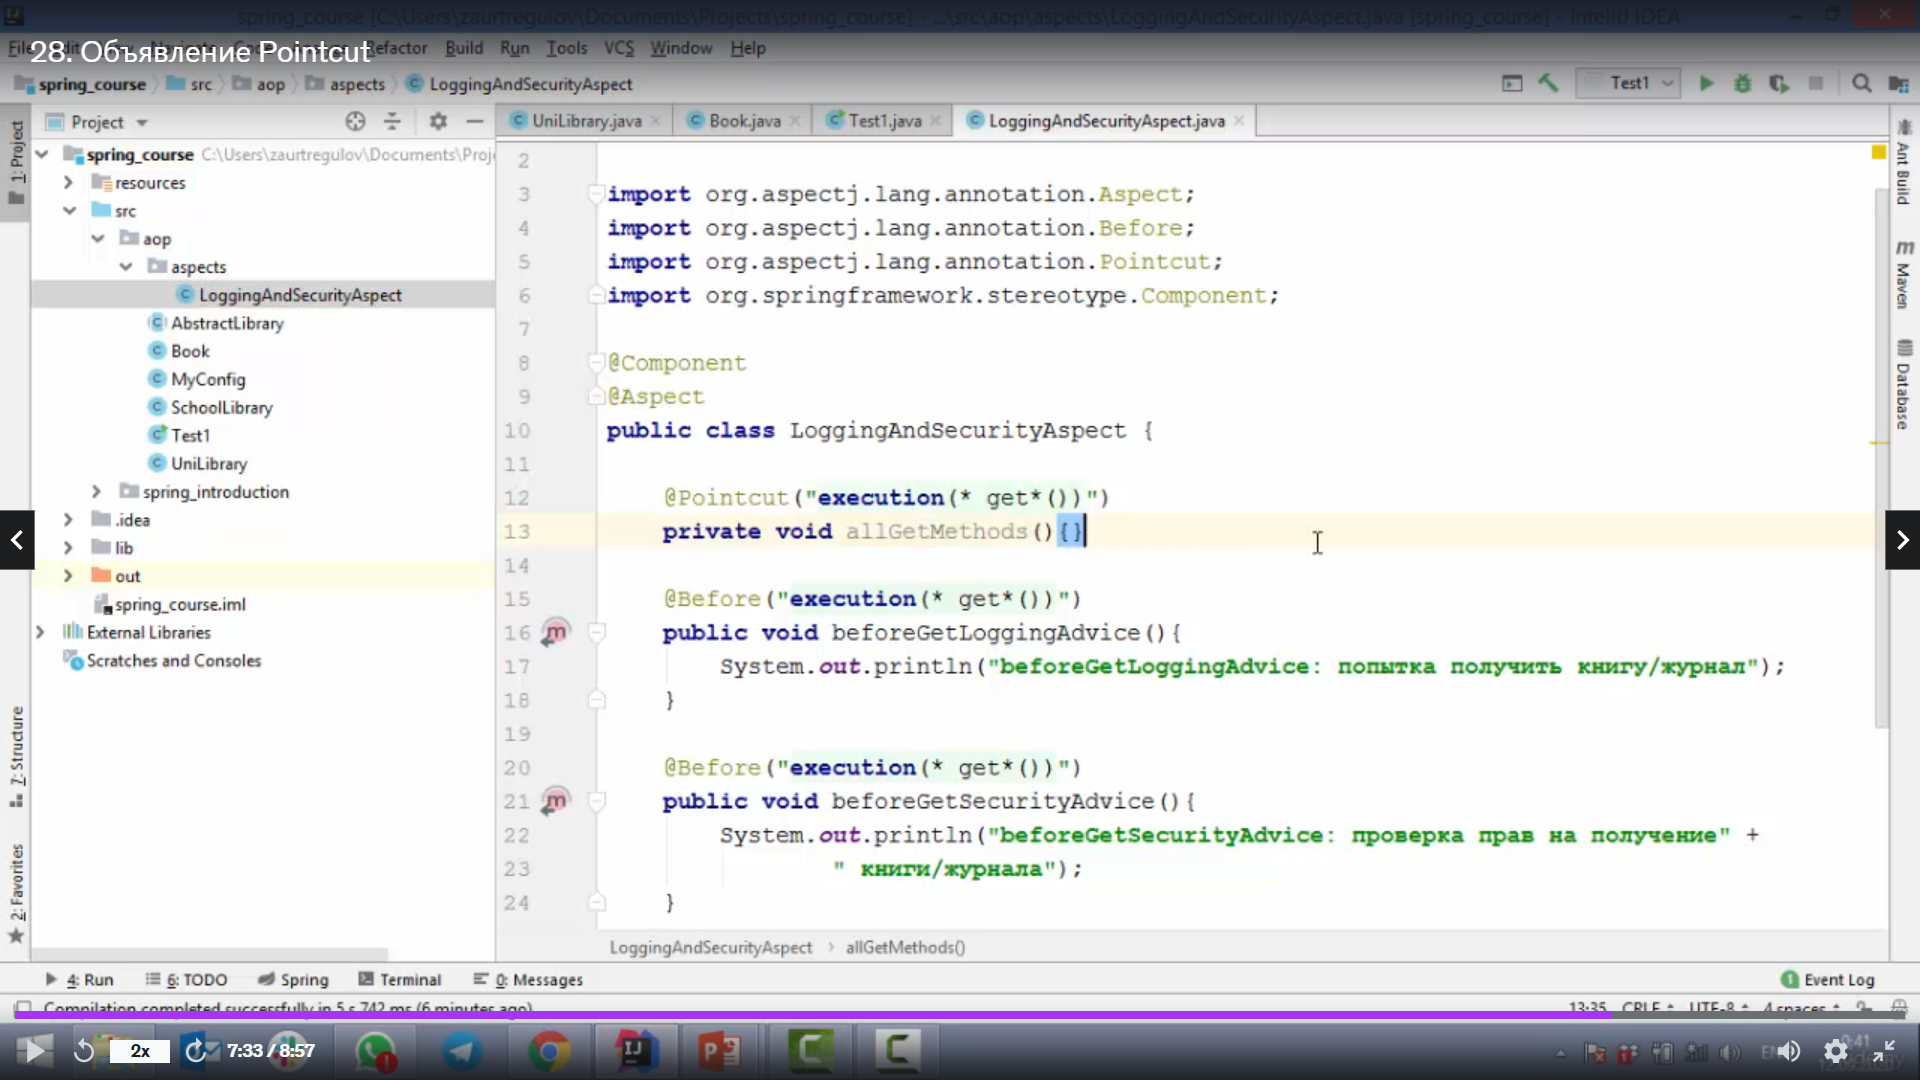 spring_course [C:\Users\zaurtregulov\Documents\Projects\spring_course] - ...\src\aop\aspects\LoggingAndSecurityAspect.java [spring_course] - IntelliJ IDEA
28. Объявление Pointcut
File Refactor Build Run Tools VCS Window Help
spring_course src aop aspects LoggingAndSecurityAspect Test1
Project
UniLibrary.java Book.java Test1.java LoggingAndSecurityAspect.java
1: Project
7: Structure
2: Favorites
Ant Build
Maven
Database
spring_course C:\Users\zaurtregulov\Documents\Proj
resources
src
aop
aspects
LoggingAndSecurityAspect
AbstractLibrary
Book
MyConfig
SchoolLibrary
Test1
UniLibrary
spring_introduction
.idea
lib
out
spring_course.iml
External Libraries
Scratches and Consoles
2
3 import org.aspectj.lang.annotation.Aspect;
4 import org.aspectj.lang.annotation.Before;
5 import org.aspectj.lang.annotation.Pointcut;
6 import org.springframework.stereotype.Component;
7
8 @Component
9 @Aspect
10 public class LoggingAndSecurityAspect {
11
12 @Pointcut("execution(* get*())")
13 private void allGetMethods(){}
14
15 @Before("execution(* get*())")
16 public void beforeGetLoggingAdvice(){
17 System.out.println("beforeGetLoggingAdvice: попытка получить книгу/журнал");
18 }
19
20 @Before("execution(* get*())")
21 public void beforeGetSecurityAdvice(){
22 System.out.println("beforeGetSecurityAdvice: проверка прав на получение" +
23 " книги/журнала");
24 }
LoggingAndSecurityAspect allGetMethods()
4: Run 6: TODO Spring Terminal 0: Messages 1 Event Log
Compilation completed successfully in 5 s 742 ms (6 minutes ago) 13:35 CRLF UTF-8 4 spaces
2x 7:33 / 8:57